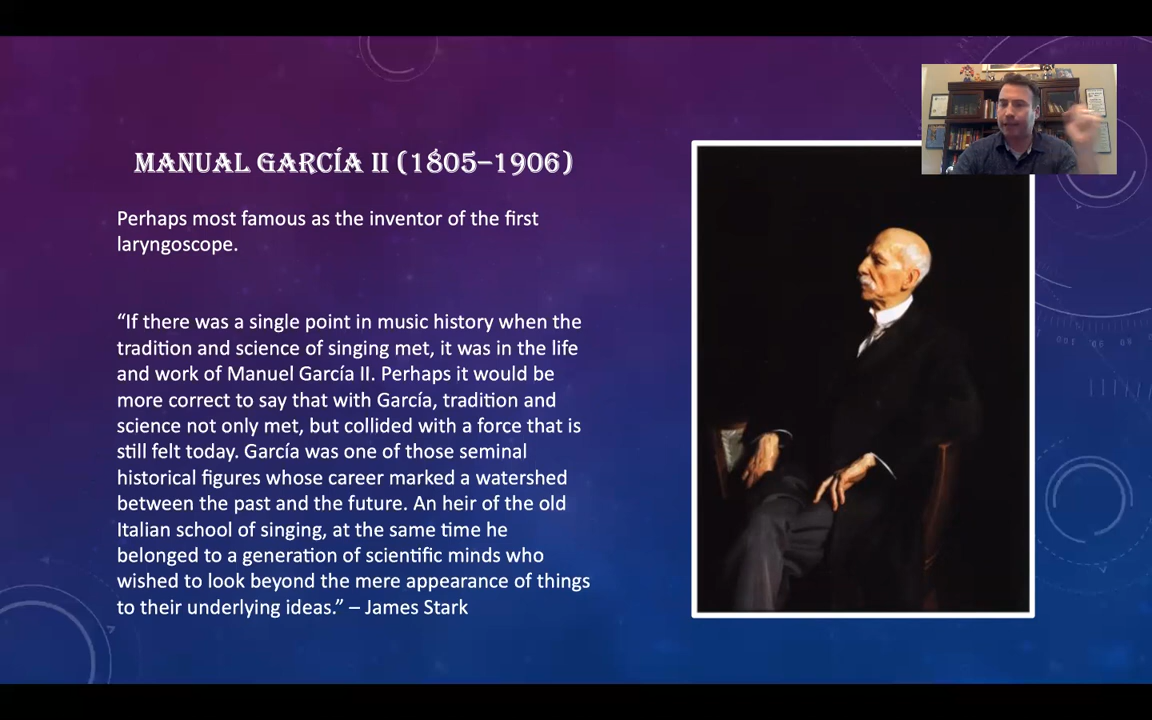 MANUAL GARCÍA II (1805–1906)
Perhaps most famous as the inventor of the first
laryngoscope.
“If there was a single point in music history when the
tradition and science of singing met, it was in the life
and work of Manuel García II. Perhaps it would be
more correct to say that with García, tradition and
science not only met, but collided with a force that is
still felt today. García was one of those seminal
historical figures whose career marked a watershed
between the past and the future. An heir of the old
Italian school of singing, at the same time he
belonged to a generation of scientific minds who
wished to look beyond the mere appearance of things
to their underlying ideas.” – James Stark